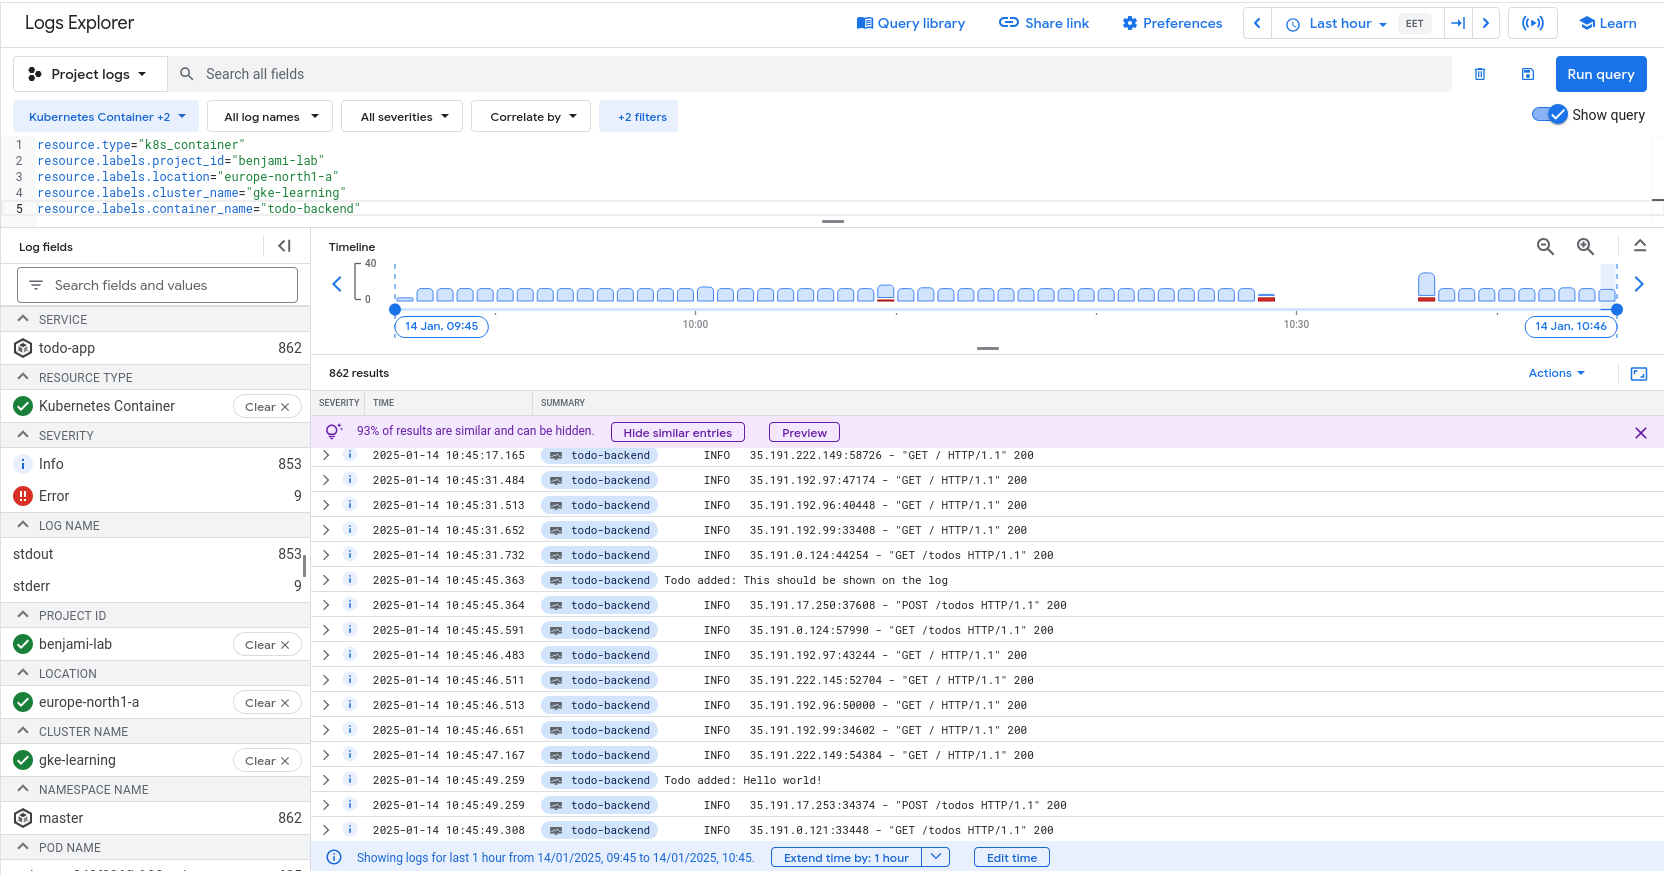 Logs Explorer
Query library
Share link
Preferences
Last hour
EET
Learn
Project logs
Search all fields
Run query
Kubernetes Container +2
All log names
All severities
Correlate by
+2 filters
Show query
1 resource.type="k8s_container"
2 resource.labels.project_id="benjami-lab"
3 resource.labels.location="europe-north1-a"
4 resource.labels.cluster_name="gke-learning"
5 resource.labels.container_name="todo-backend"
Log fields
Search fields and values
SERVICE
todo-app 862
RESOURCE TYPE
Kubernetes Container Clear
SEVERITY
Info 853
Error 9
LOG NAME
stdout 853
stderr 9
PROJECT ID
benjami-lab Clear
LOCATION
europe-north1-a Clear
CLUSTER NAME
gke-learning Clear
NAMESPACE NAME
master 862
POD NAME
Timeline
40
0
14 Jan, 09:45
10:00
10:30
14 Jan, 10:46
862 results
Actions
SEVERITY TIME SUMMARY
93% of results are similar and can be hidden.
Hide similar entries
Preview
2025-01-14 10:45:17.165 todo-backend INFO 35.191.222.149:58726 - "GET / HTTP/1.1" 200
2025-01-14 10:45:31.484 todo-backend INFO 35.191.192.97:47174 - "GET / HTTP/1.1" 200
2025-01-14 10:45:31.513 todo-backend INFO 35.191.192.96:40448 - "GET / HTTP/1.1" 200
2025-01-14 10:45:31.652 todo-backend INFO 35.191.192.99:33408 - "GET / HTTP/1.1" 200
2025-01-14 10:45:31.732 todo-backend INFO 35.191.0.124:44254 - "GET /todos HTTP/1.1" 200
2025-01-14 10:45:45.363 todo-backend Todo added: This should be shown on the log
2025-01-14 10:45:45.364 todo-backend INFO 35.191.17.250:37608 - "POST /todos HTTP/1.1" 200
2025-01-14 10:45:45.591 todo-backend INFO 35.191.0.124:57990 - "GET /todos HTTP/1.1" 200
2025-01-14 10:45:46.483 todo-backend INFO 35.191.192.97:43244 - "GET / HTTP/1.1" 200
2025-01-14 10:45:46.511 todo-backend INFO 35.191.222.145:52704 - "GET / HTTP/1.1" 200
2025-01-14 10:45:46.513 todo-backend INFO 35.191.192.96:50000 - "GET / HTTP/1.1" 200
2025-01-14 10:45:46.651 todo-backend INFO 35.191.192.99:34602 - "GET / HTTP/1.1" 200
2025-01-14 10:45:47.167 todo-backend INFO 35.191.222.149:54384 - "GET / HTTP/1.1" 200
2025-01-14 10:45:49.259 todo-backend Todo added: Hello world!
2025-01-14 10:45:49.259 todo-backend INFO 35.191.17.253:34374 - "POST /todos HTTP/1.1" 200
2025-01-14 10:45:49.308 todo-backend INFO 35.191.0.121:33448 - "GET /todos HTTP/1.1" 200
Showing logs for last 1 hour from 14/01/2025, 09:45 to 14/01/2025, 10:45.
Extend time by: 1 hour
Edit time